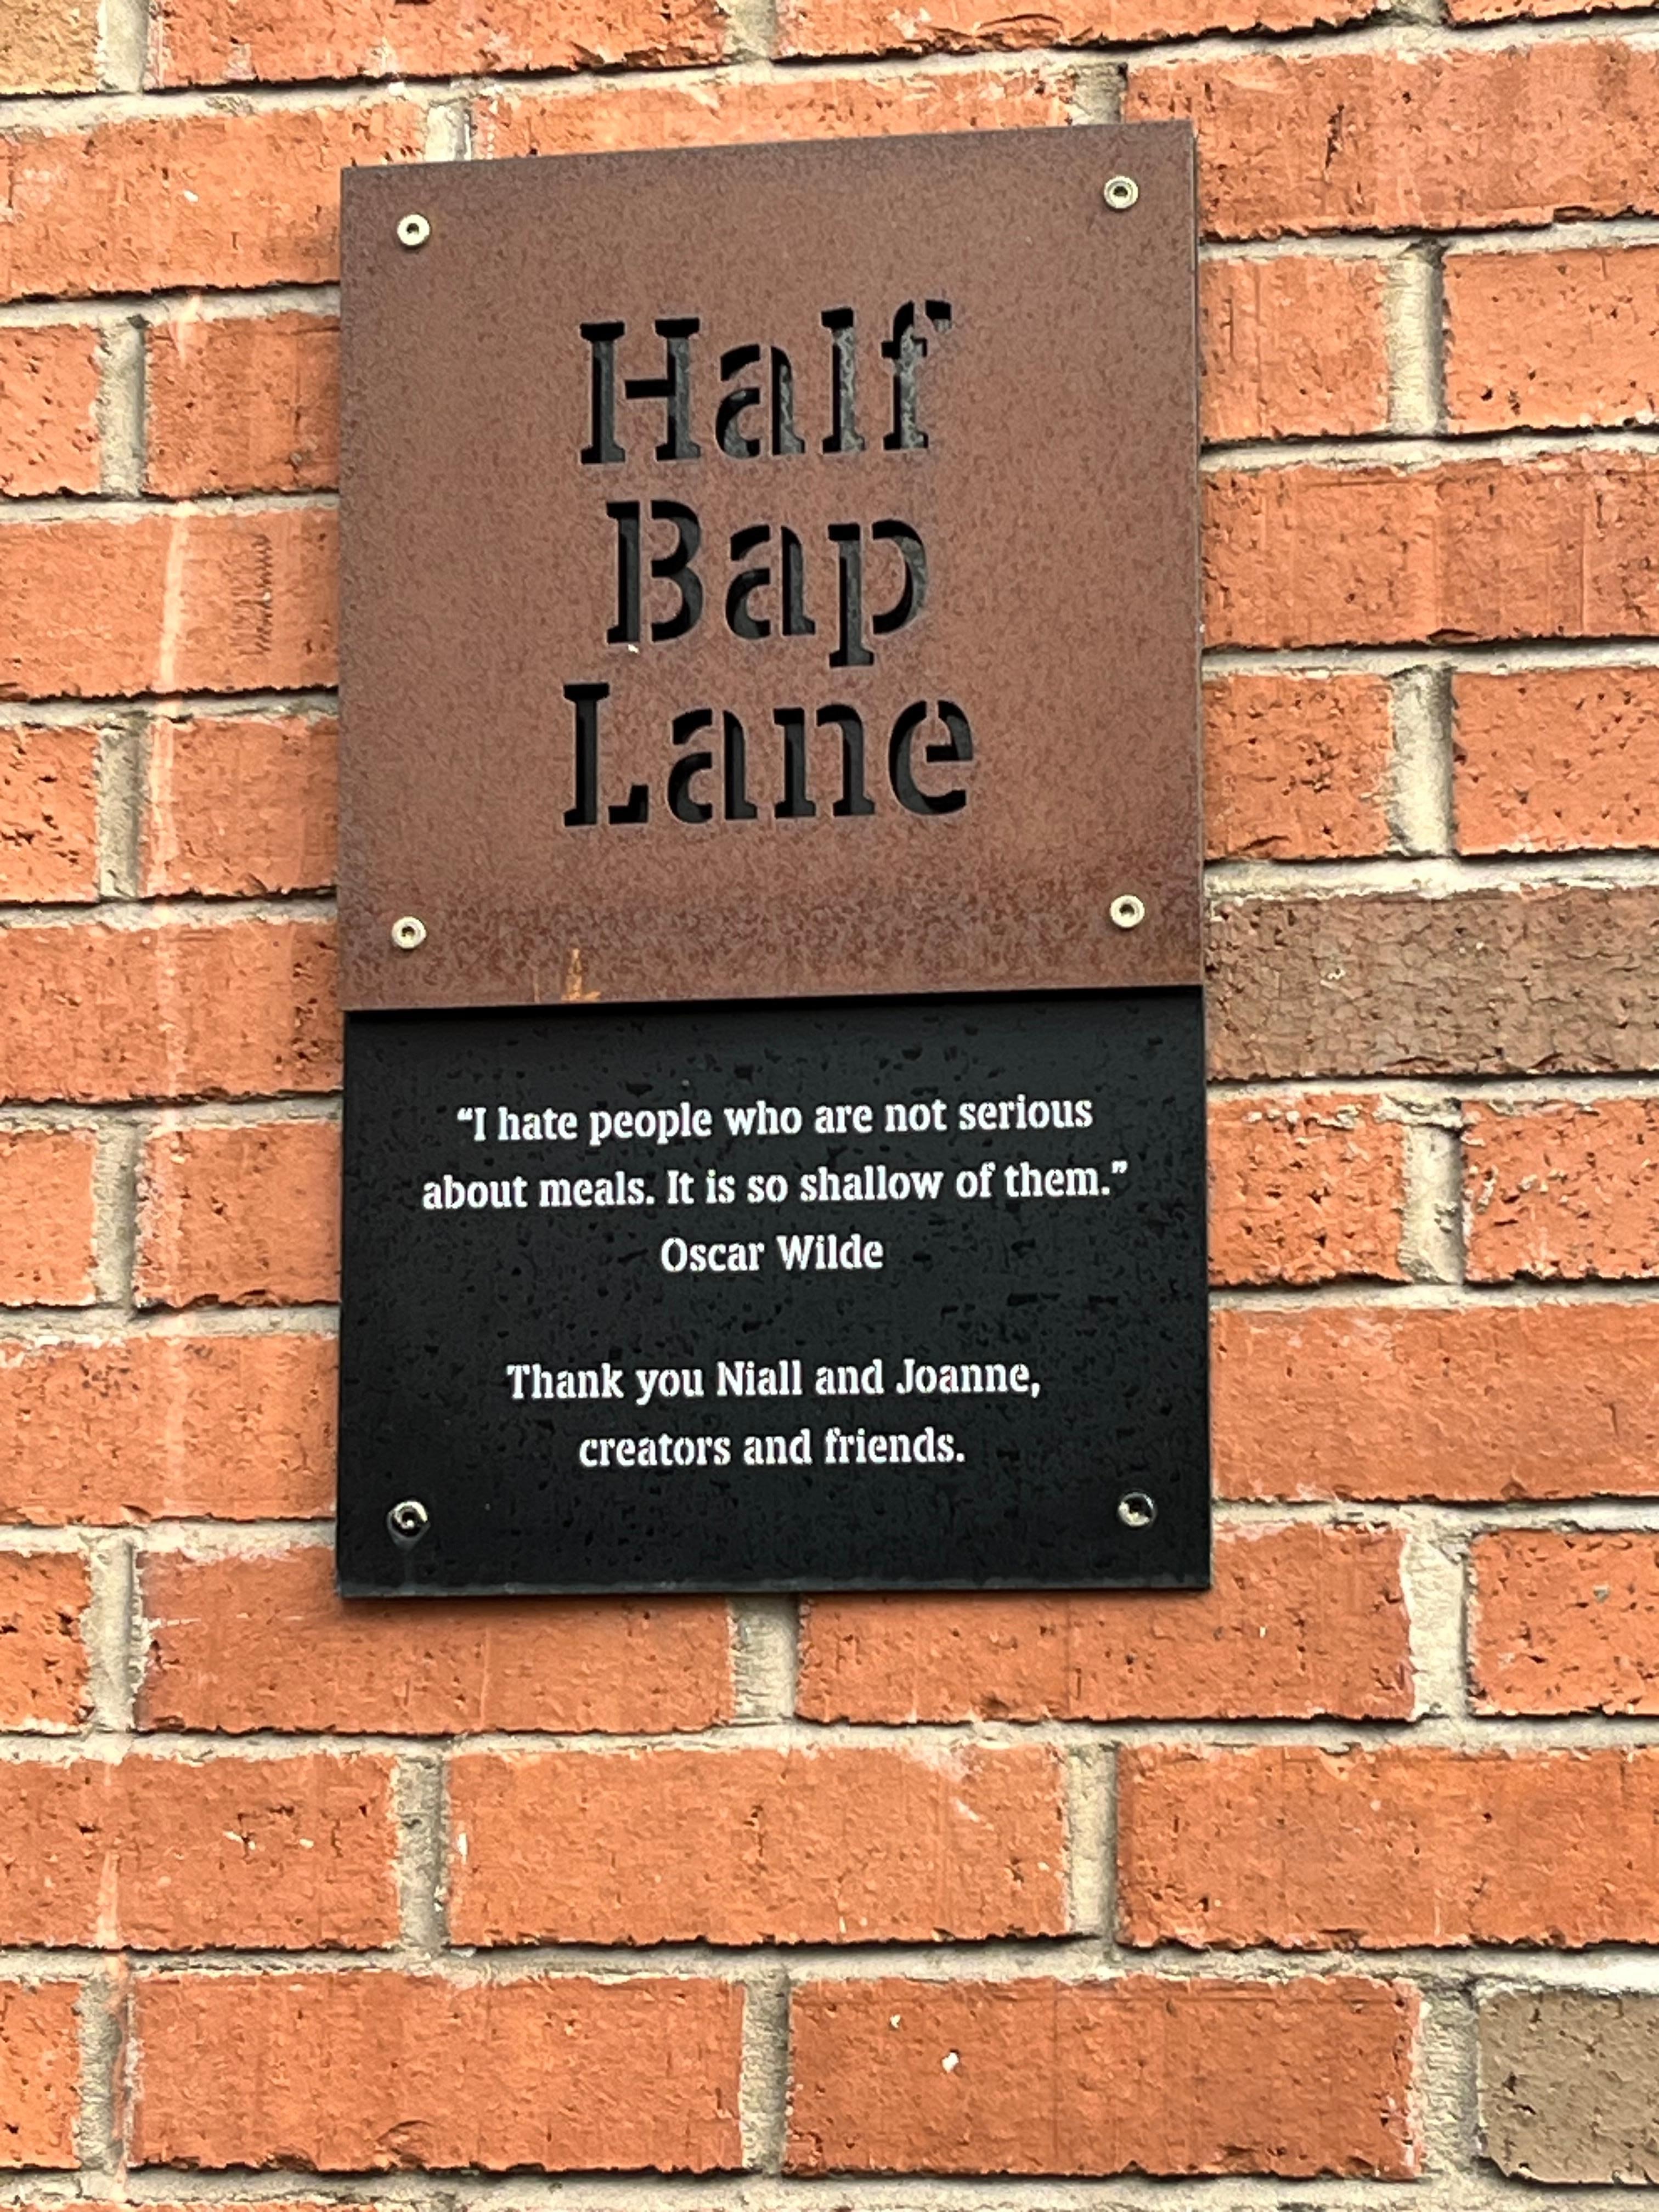 Half
Bap
Lane
“I hate people who are not serious
about meals. It is so shallow of them.”
Oscar Wilde
Thank you Niall and Joanne,
creators and friends.